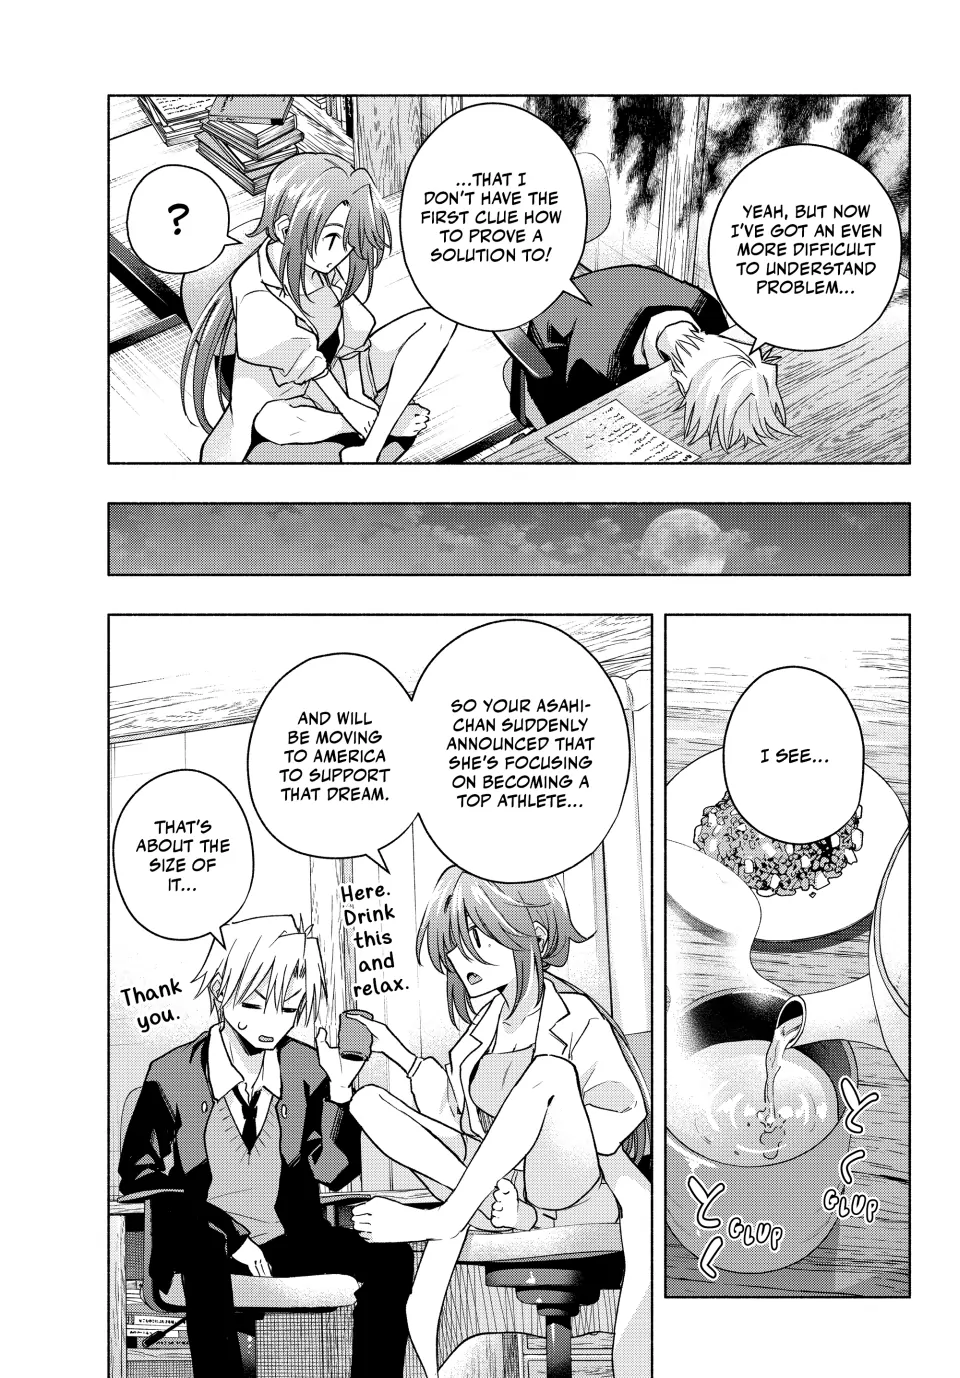 YEAH, BUT NOW
I'VE GOT AN EVEN
MORE DIFFICULT
TO UNDERSTAND
PROBLEM...
...THAT I
DON'T HAVE THE
FIRST CLUE HOW
TO PROVE A
SOLUTION TO!
?
I SEE...
と
GLUP
と
GLUP
SO YOUR ASAHI-
CHAN SUDDENLY
ANNOUNCED THAT
SHE'S FOCUSING
ON BECOMING A
TOP ATHLETE...
AND WILL
BE MOVING
TO AMERICA
TO SUPPORT
THAT DREAM.
Here.
Drink
this
and
relax.
THAT'S
ABOUT THE
SIZE OF
IT...
Thank
you.